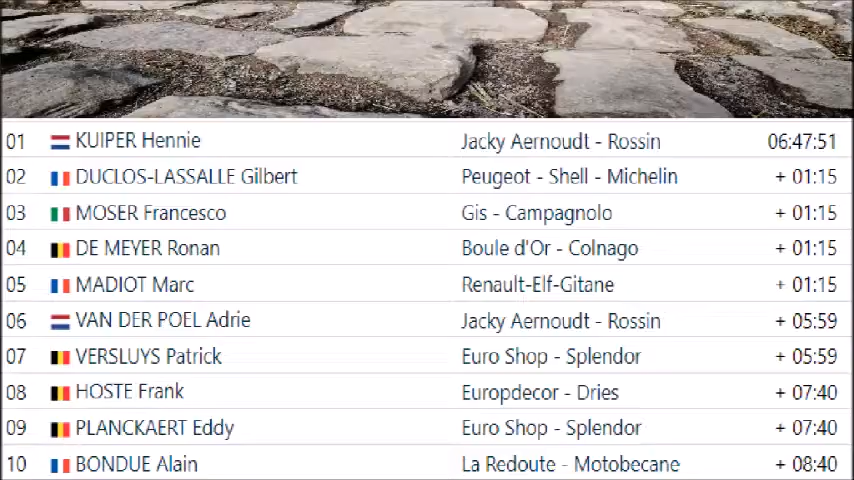 01 KUIPER Hennie Jacky Aernoudt - Rossin 06:47:51
02 DUCLOS-LASSALLE Gilbert Peugeot - Shell - Michelin + 01:15
03 MOSER Francesco Gis - Campagnolo + 01:15
04 DE MEYER Ronan Boule d'Or - Colnago + 01:15
05 MADIOT Marc Renault-Elf-Gitane + 01:15
06 VAN DER POEL Adrie Jacky Aernoudt - Rossin + 05:59
07 VERSLUYS Patrick Euro Shop - Splendor + 05:59
08 HOSTE Frank Europdecor - Dries + 07:40
09 PLANCKAERT Eddy Euro Shop - Splendor + 07:40
10 BONDUE Alain La Redoute - Motobecane + 08:40